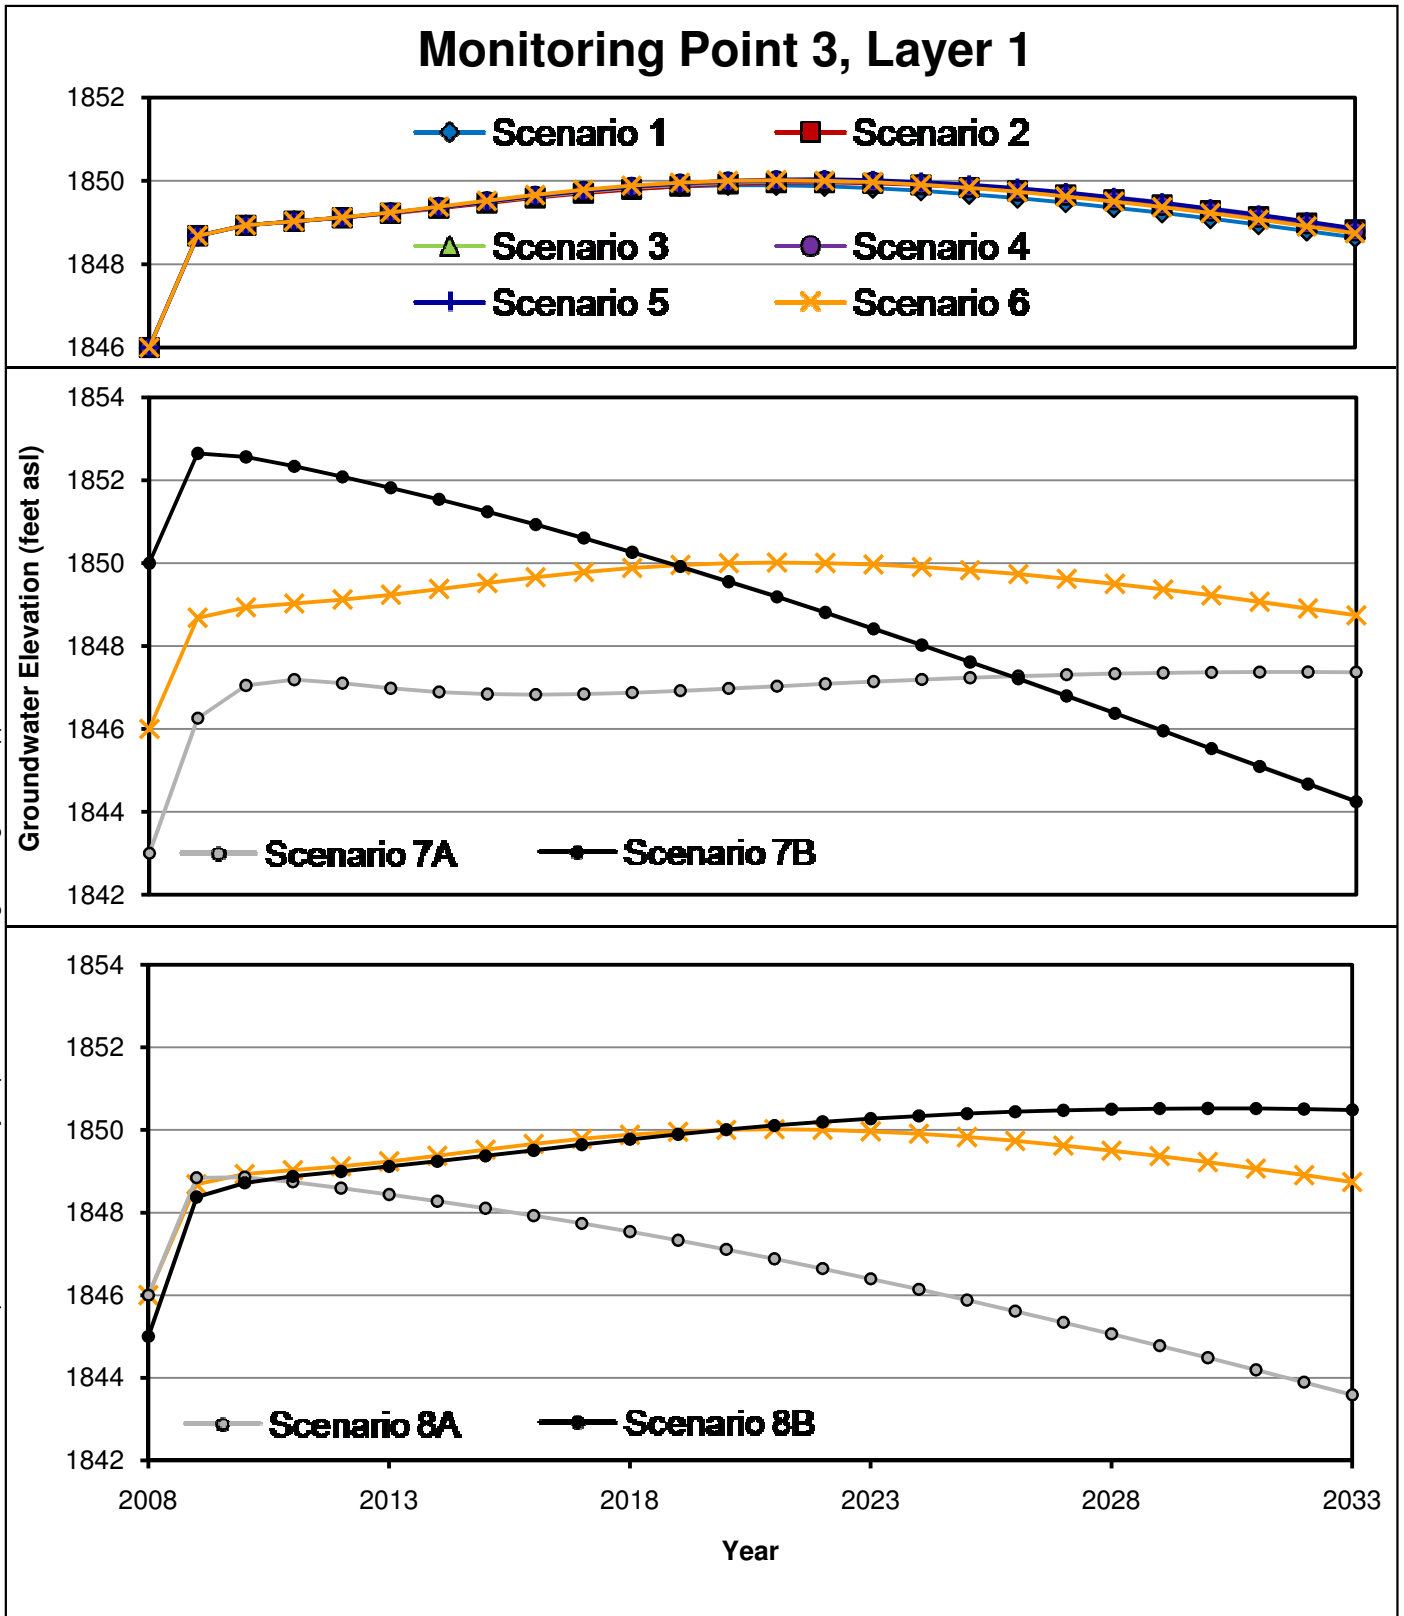 Monitoring Point 3, Layer 1
1852
1850
1848
1846
Scenario 1
Scenario 2
Scenario 3
Scenario 4
Scenario 5
Scenario 6
Groundwater Elevation (feet asl)
1854
1852
1850
1848
1846
1844
1842
Scenario 7A
Scenario 7B
1854
1852
1850
1848
1846
1844
1842
Scenario 8A
Scenario 8B
2008
2013
2018
2023
2028
2033
Year